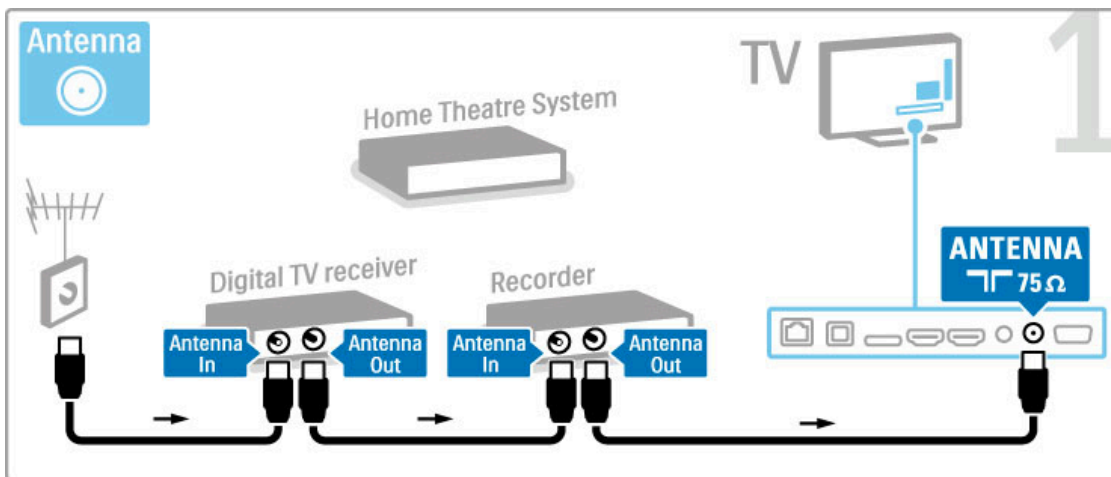 Antenna
TV
1
Home Theatre System
Digital TV receiver
Recorder
ANTENNA
75Ω
Antenna
In
Antenna
Out
Antenna
In
Antenna
Out